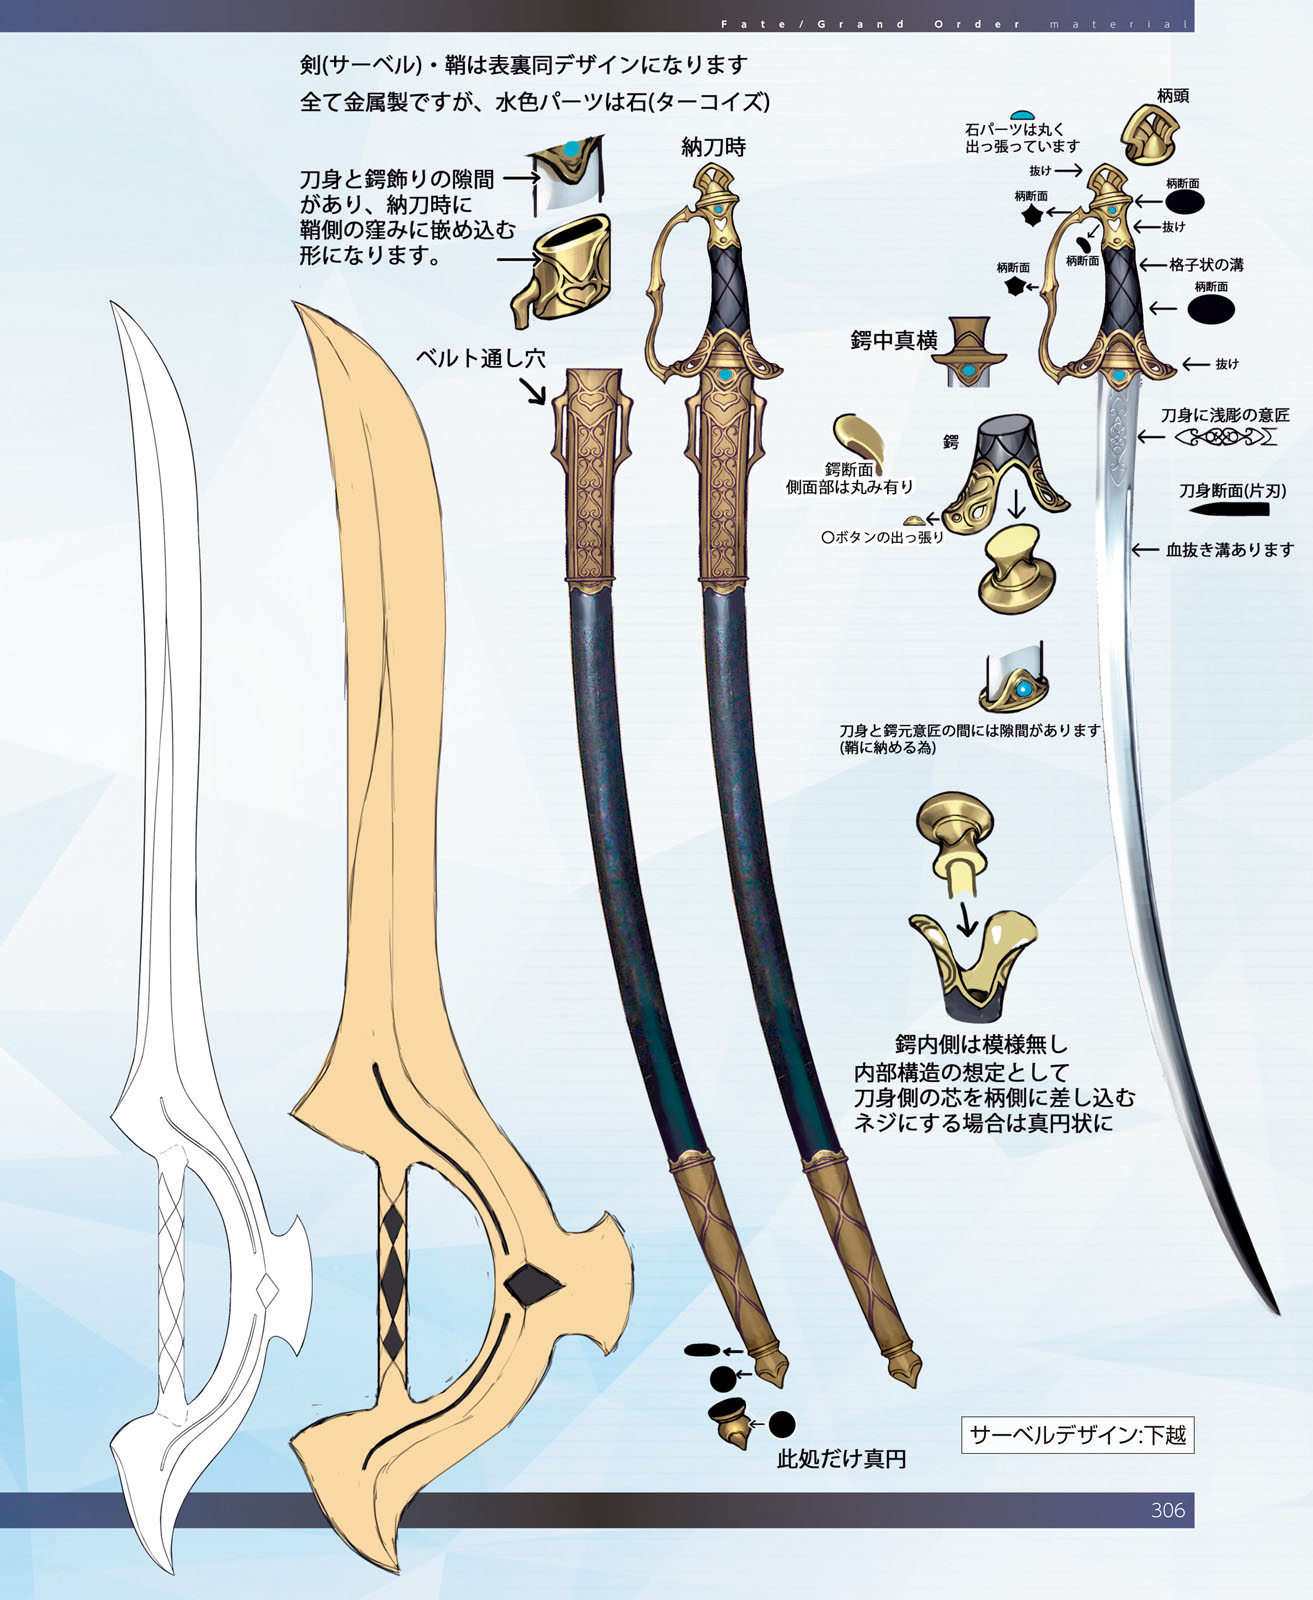 Fate/Grand Order material
剣(サーベル)・鞘は表裏同デザインになります
全て金属製ですが、水色パーツは石(ターコイズ)
刀身と鍔飾りの隙間
があり、納刀時に
鞘側の窪みに嵌め込む
形になります。
納刀時
ベルト通し穴
柄頭
石パーツは丸く
出っ張っています
抜け
柄断面
柄断面
抜け
柄断面
格子状の溝
柄断面
柄断面
鍔中真横
抜け
刀身に浅彫の意匠
鍔
鍔断面
側面部は丸み有り
刀身断面(片刃)
〇ボタンの出っ張り
血抜き溝あります
刀身と鍔元意匠の間には隙間があります
(鞘に納める為)
鍔内側は模様無し
内部構造の想定として
刀身側の芯を柄側に差し込む
ネジにする場合は真円状に
此処だけ真円
サーベルデザイン:下越
306